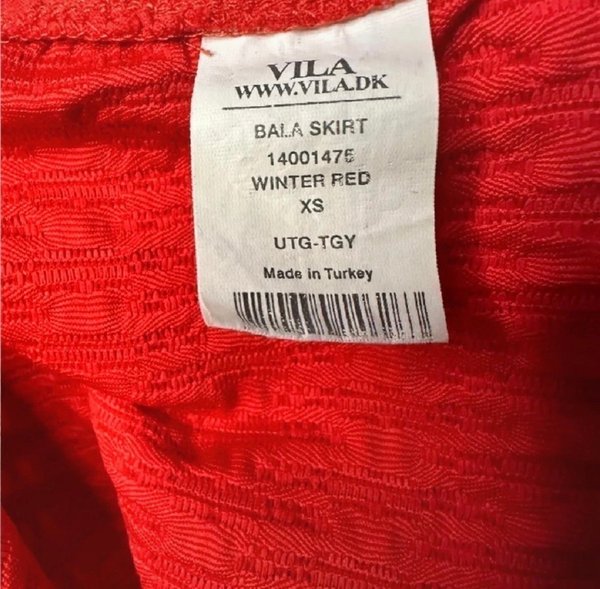 VILA
WWW.VILA.DK
BALA SKIRT
14001475
WINTER RED
XS
UTG-TGY
Made in Turkey